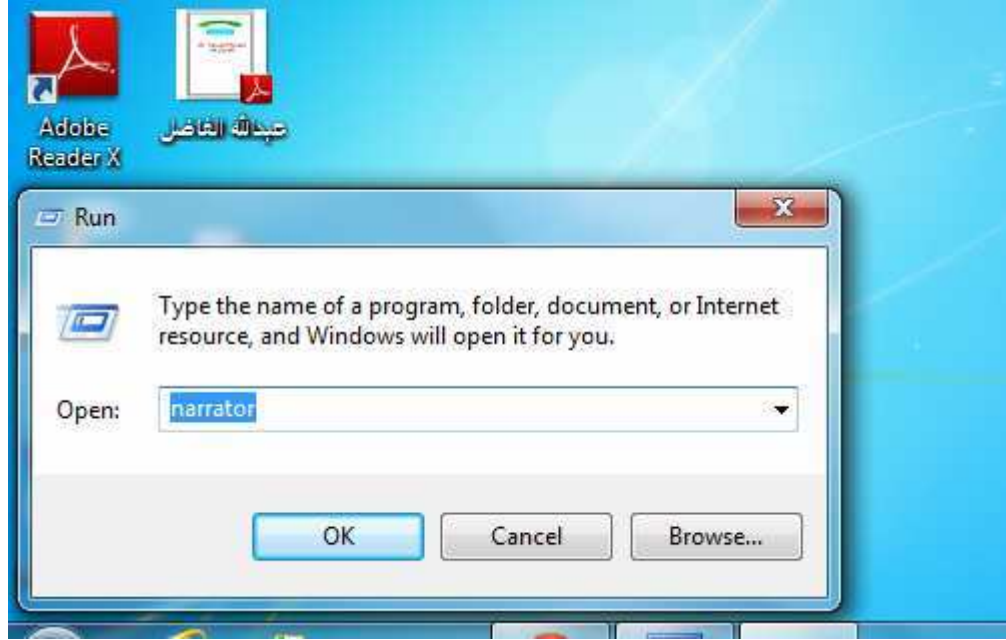 Adobe
Reader X
عبدالله الفاضل
Run
Type the name of a program, folder, document, or Internet
resource, and Windows will open it for you.
Open:
narrator
OK
Cancel
Browse...